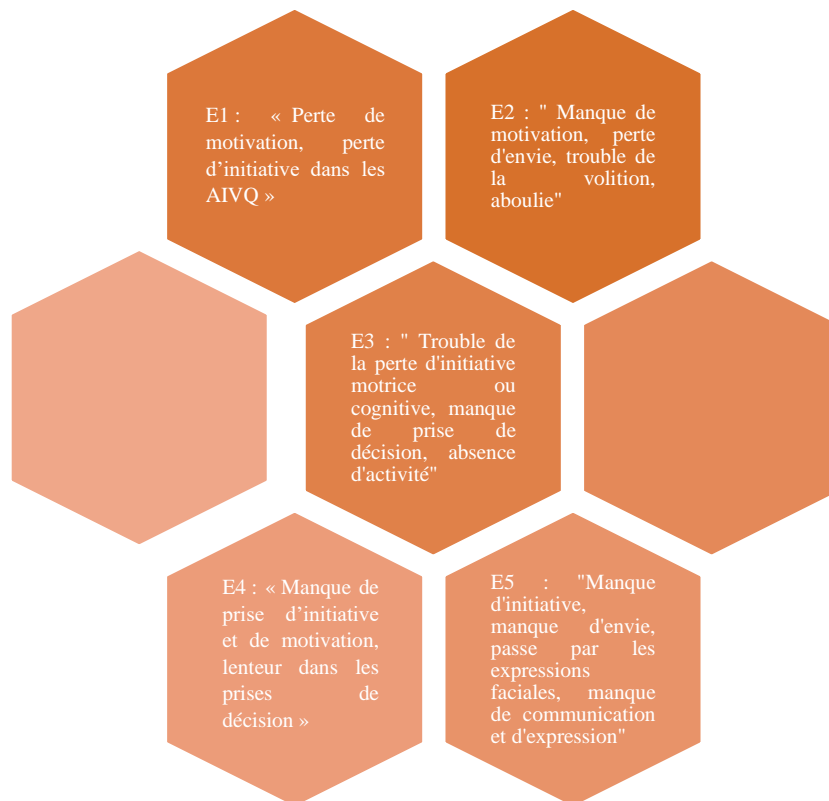 E1 : « Perte de
motivation, perte
d’initiative dans les
AIVQ »
E2 : " Manque de
motivation, perte
d'envie, trouble de
la volition,
aboulie"
E3 : " Trouble de
la perte d'initiative
motrice ou
cognitive, manque
de prise de
décision, absence
d'activité"
E4 : « Manque de
prise d’initiative
et de motivation,
lenteur dans les
prises de
décision »
E5 : "Manque
d'initiative,
manque d'envie,
passe par les
expressions
faciales, manque
de communication
et d'expression"